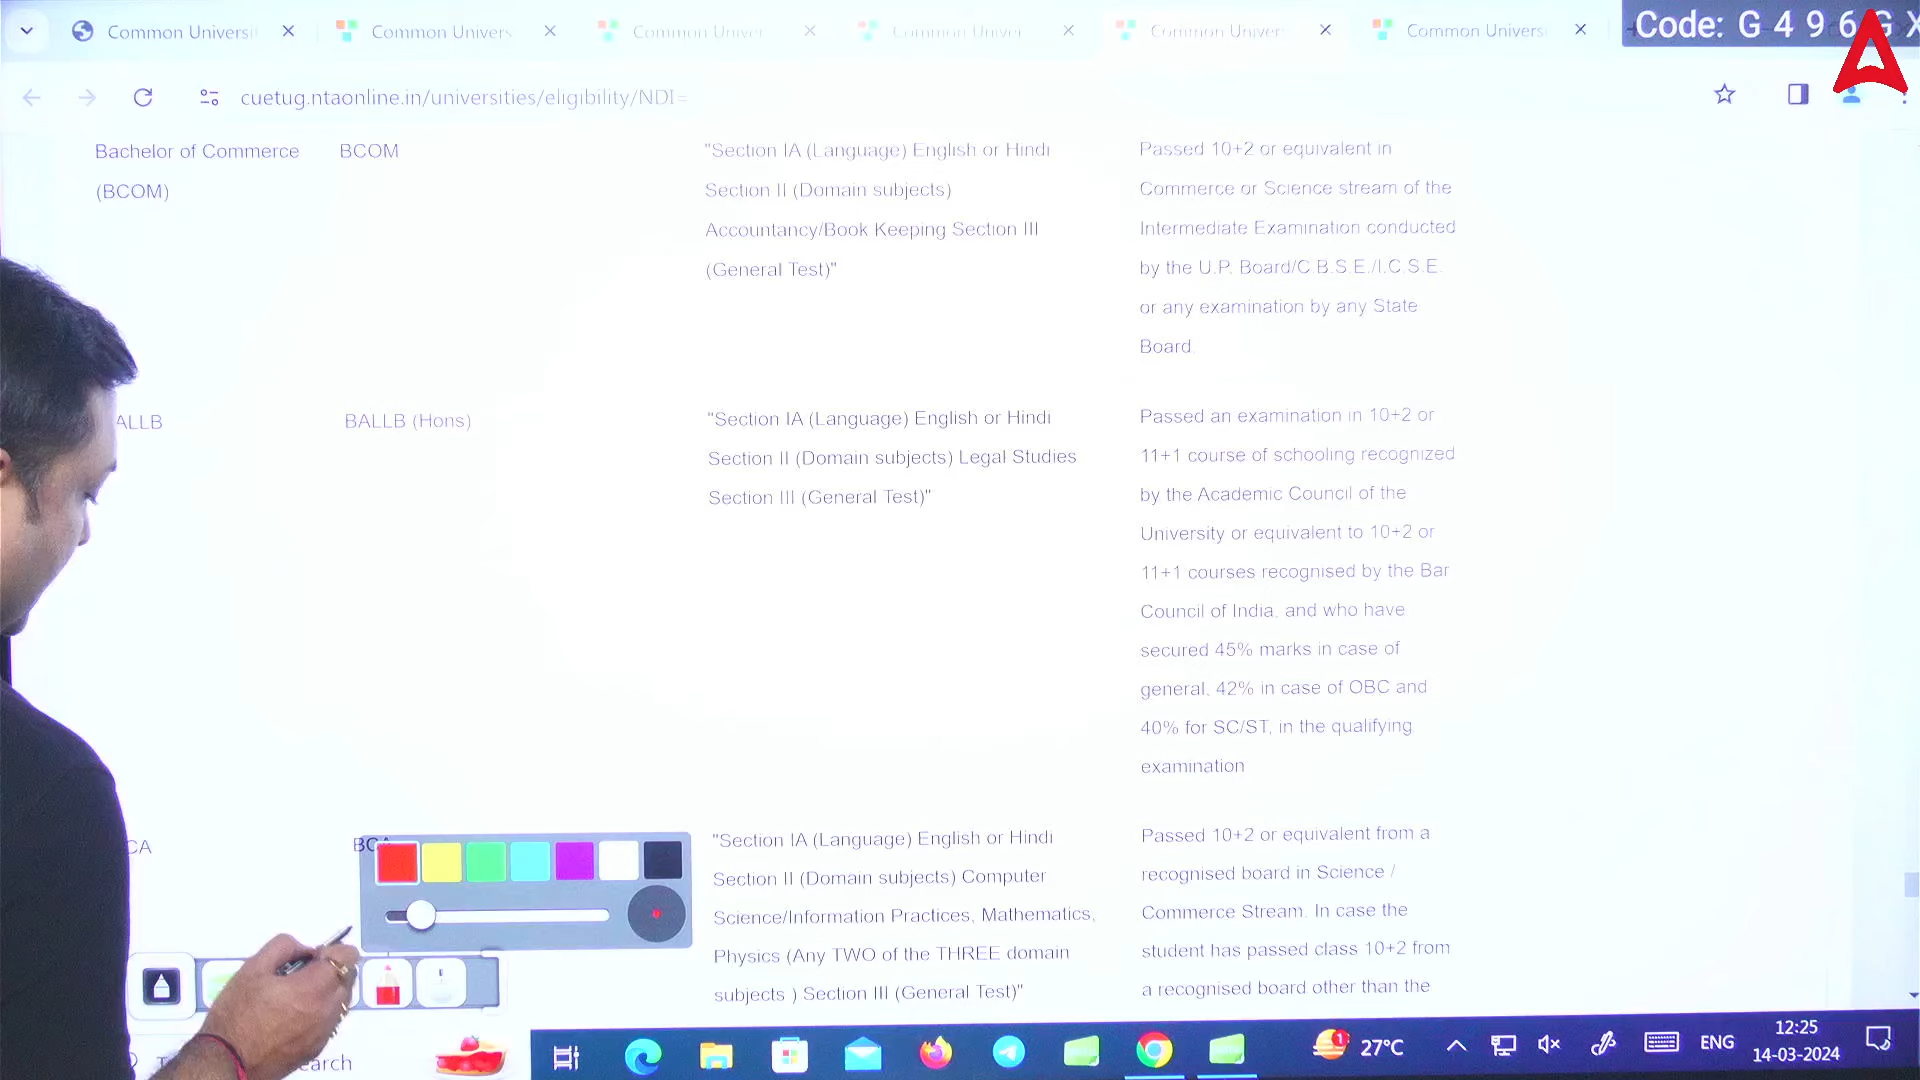 Code: G 4 9 6 G X
Common Universi
Common Univers
Common Univer
Common Univer
Common Univer
Common Universi
cuetug.ntaonline.in/universities/eligibility/NDI=
Bachelor of Commerce
(BCOM)
BCOM
"Section IA (Language) English or Hindi
Section II (Domain subjects)
Accountancy/Book Keeping Section III
(General Test)"
Passed 10+2 or equivalent in
Commerce or Science stream of the
Intermediate Examination conducted
by the U.P. Board/C.B.S.E./I.C.S.E.
or any examination by any State
Board.
ALLB
BALLB (Hons)
"Section IA (Language) English or Hindi
Section II (Domain subjects) Legal Studies
Section III (General Test)"
Passed an examination in 10+2 or
11+1 course of schooling recognized
by the Academic Council of the
University or equivalent to 10+2 or
11+1 courses recognised by the Bar
Council of India, and who have
secured 45% marks in case of
general, 42% in case of OBC and
40% for SC/ST, in the qualifying
examination
CA
BCA
"Section IA (Language) English or Hindi
Section II (Domain subjects) Computer
Science/Information Practices, Mathematics,
Physics (Any TWO of the THREE domain
subjects ) Section III (General Test)"
Passed 10+2 or equivalent from a
recognised board in Science /
Commerce Stream. In case the
student has passed class 10+2 from
a recognised board other than the
earch
1
27°C
ENG
12:25
14-03-2024